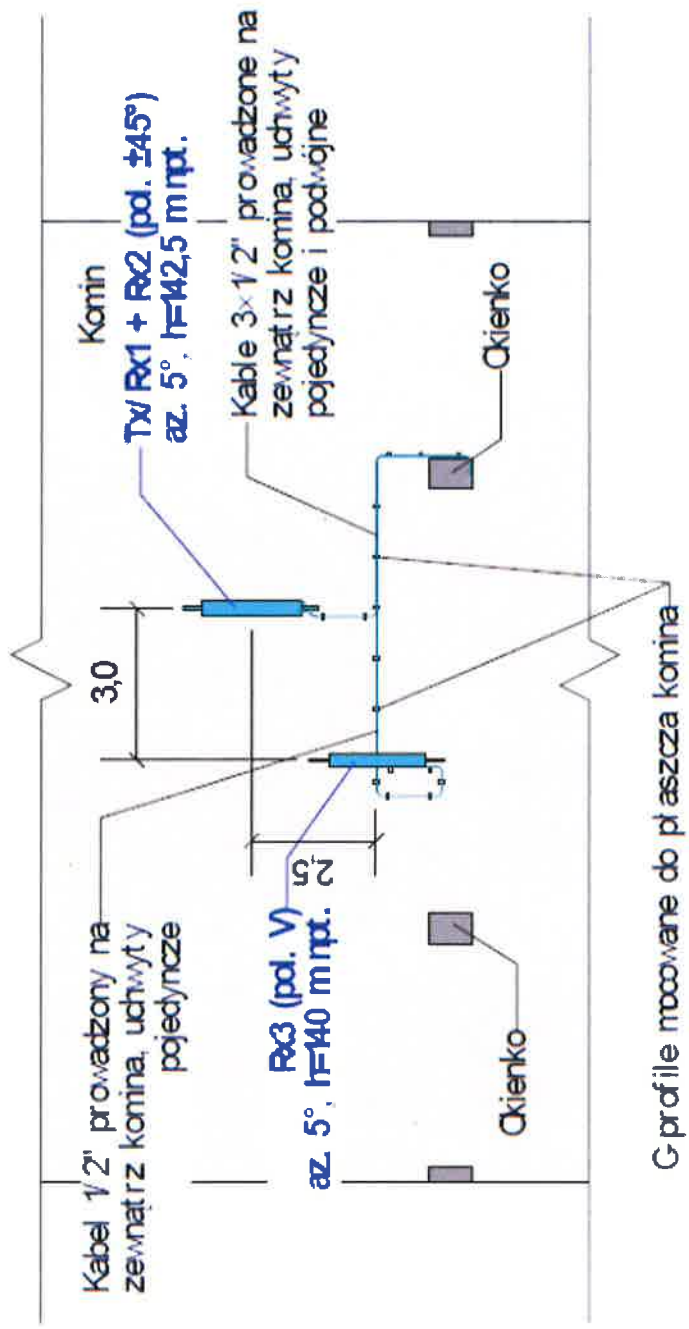 Komin
Tx/ Rx1 + Rx2 (pol. ±45°)
az. 5°, h=142,5 m npt.
Kable 3×1/2" prowadzone na
zewnątrz komina, uchwyty
pojedyncze i podwójne
Okienko
3,0
2,5
Kabel 1/2" prowadzony na
zewnątrz komina, uchwyty
pojedyncze
Rx3 (pol. V)
az. 5°, h=140 m npt.
Okienko
C-profile mocowane do płaszcza komina